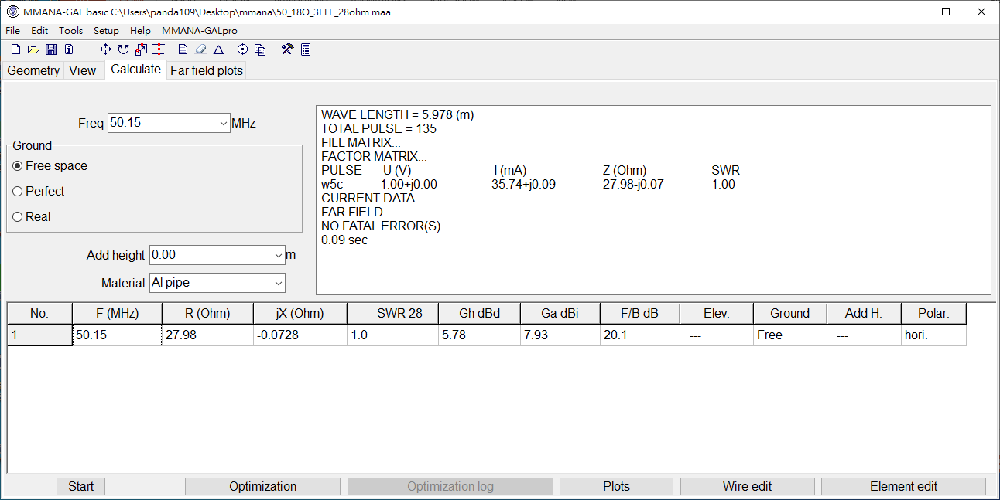 MMANA-GAL basic C:\Users\panda109\Desktop\mmana\50_18O_3ELE_28ohm.maa
File Edit Tools Setup Help MMANA-GALpro
Geometry View Calculate Far field plots
Freq 50.15 MHz
Ground
Free space
Perfect
Real
Add height 0.00 m
Material Al pipe
WAVE LENGTH = 5.978 (m)
TOTAL PULSE = 135
FILL MATRIX...
FACTOR MATRIX...
PULSE U (V) I (mA) Z (Ohm) SWR
w5c 1.00+j0.00 35.74+j0.09 27.98-j0.07 1.00
CURRENT DATA...
FAR FIELD ...
NO FATAL ERROR(S)
0.09 sec
No. F (MHz) R (Ohm) jX (Ohm) SWR 28 Gh dBd Ga dBi F/B dB Elev. Ground Add H. Polar.
1 50.15 27.98 -0.0728 1.0 5.78 7.93 20.1 --- Free --- hori.
Start Optimization Optimization log Plots Wire edit Element edit